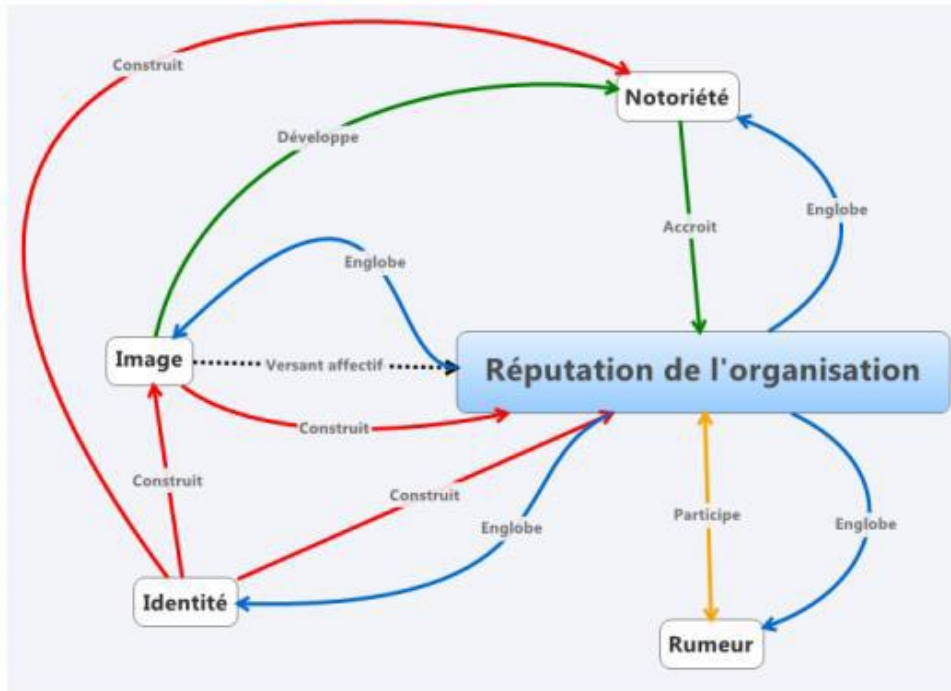 Construit
Notoriété
Développe
Englobe
Accroit
Englobe
Image
Versant affectif
Réputation de l'organisation
Construit
Construit
Construit
Participe
Englobe
Englobe
Identité
Rumeur